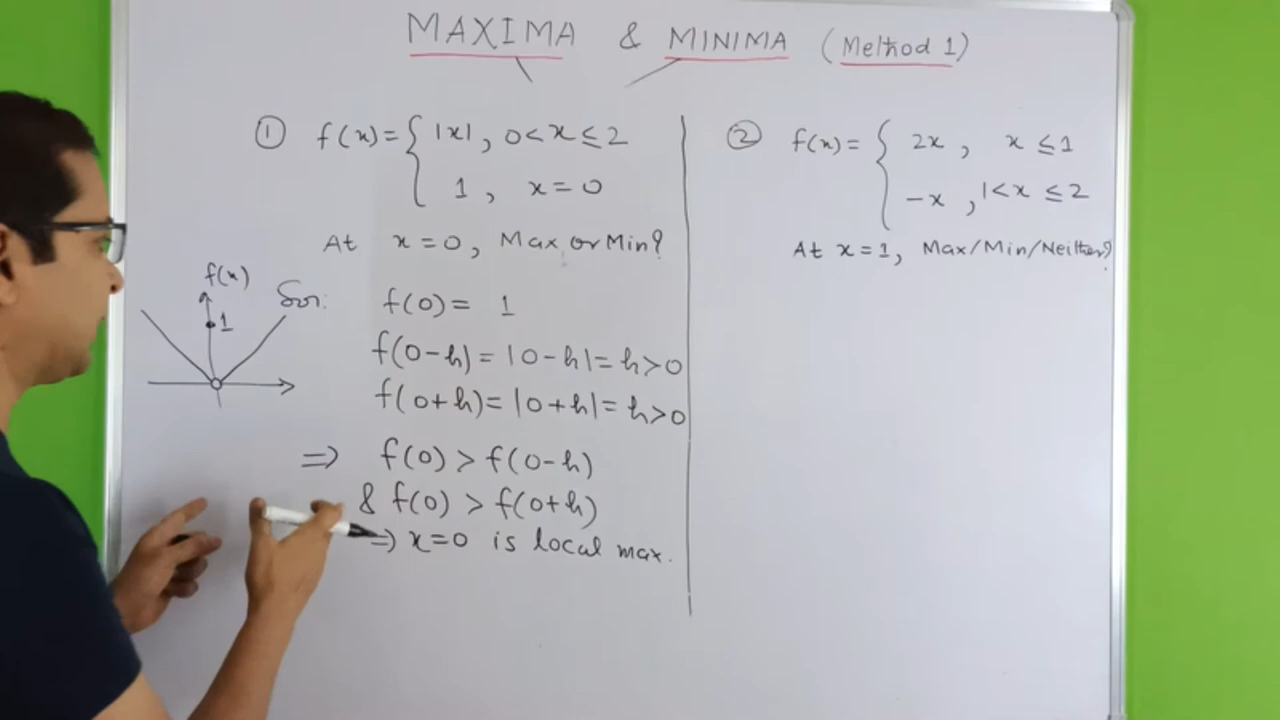 MAXIMA & MINIMA (Method 1)
① f(x) = { |x| , 0 < x ≤ 2
1 , x = 0
At x = 0, Max or Min?
f(x)
1
Soln:
f(0) = 1
f(0-h) = |0-h| = h > 0
f(0+h) = |0+h| = h > 0
⇒ f(0) > f(0-h)
& f(0) > f(0+h)
⇒ x = 0 is local max.
② f(x) = { 2x , x ≤ 1
-x , 1 < x ≤ 2
At x = 1, Max/Min/Neither?